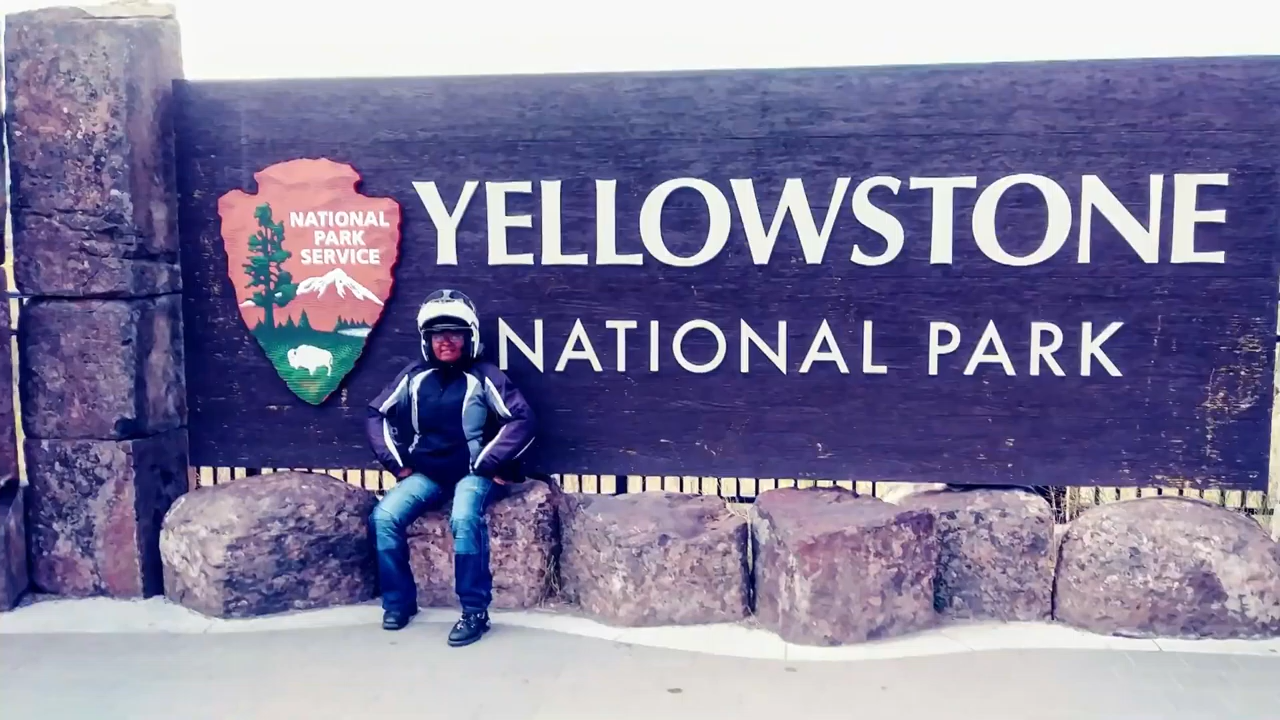 NATIONAL
PARK
SERVICE
YELLOWSTONE
NATIONAL PARK